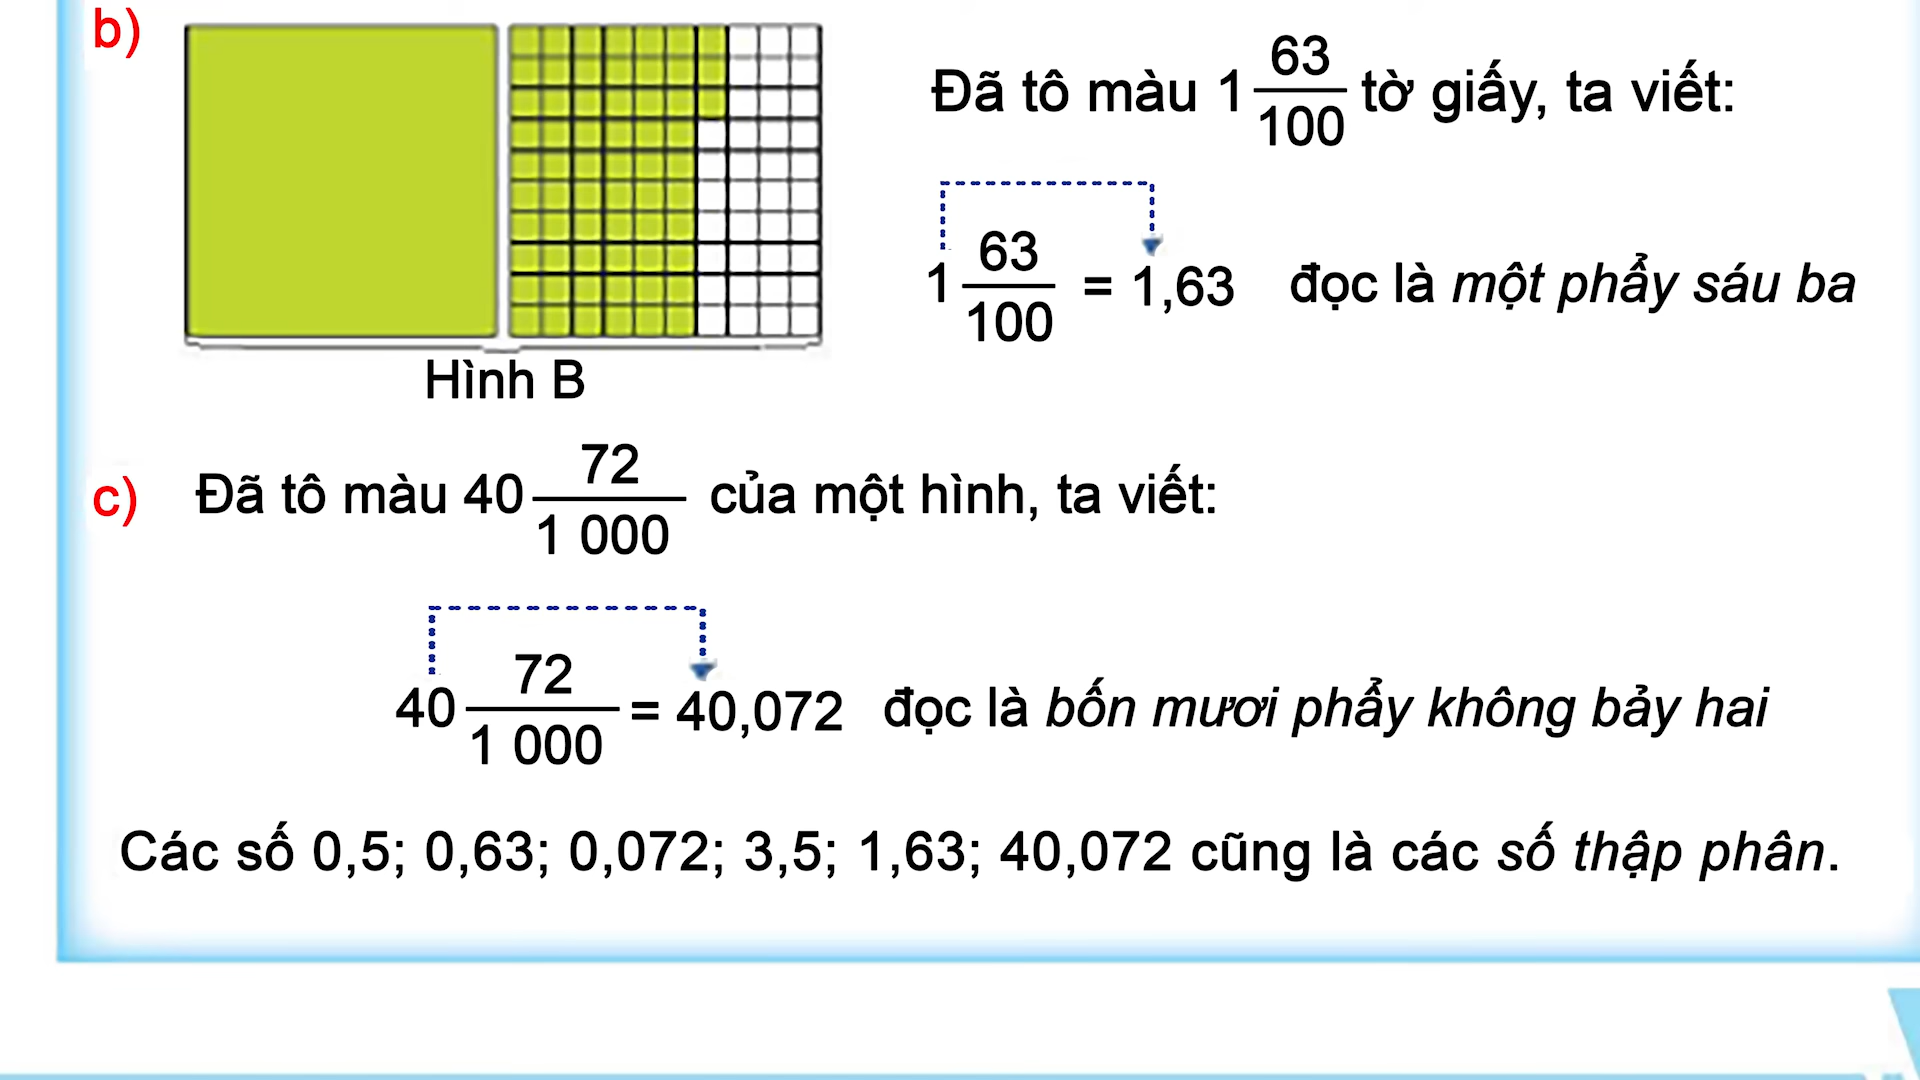 b)
Đã tô màu 1 63/100 tờ giấy, ta viết:
1 63/100 = 1,63 đọc là một phẩy sáu ba
Hình B
c) Đã tô màu 40 72/1 000 của một hình, ta viết:
40 72/1 000 = 40,072 đọc là bốn mươi phẩy không bảy hai
Các số 0,5; 0,63; 0,072; 3,5; 1,63; 40,072 cũng là các số thập phân.